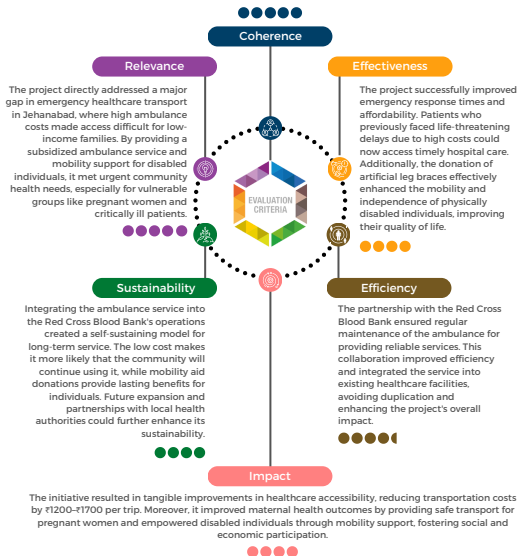 Coherence
Relevance
The project directly addressed a major
gap in emergency healthcare transport
in Jehanabad, where high ambulance
costs made access difficult for low-
income families. By providing a
subsidized ambulance service and
mobility support for disabled
individuals, it met urgent community
health needs, especially for vulnerable
groups like pregnant women and
critically ill patients.
Effectiveness
The project successfully improved
emergency response times and
affordability. Patients who
previously faced life-threatening
delays due to high costs could
now access timely hospital care.
Additionally, the donation of
artificial leg braces effectively
enhanced the mobility and
independence of physically
disabled individuals, improving
their quality of life.
EVALUATION
CRITERIA
Sustainability
Integrating the ambulance service into
the Red Cross Blood Bank's operations
created a self-sustaining model for
long-term service. The low cost makes
it more likely that the community will
continue using it, while mobility aid
donations provide lasting benefits for
individuals. Future expansion and
partnerships with local health
authorities could further enhance its
sustainability.
Efficiency
The partnership with the Red Cross
Blood Bank ensured regular
maintenance of the ambulance for
providing reliable services. This
collaboration improved efficiency
and integrated the service into
existing healthcare facilities,
avoiding duplication and
enhancing the project's overall
impact.
Impact
The initiative resulted in tangible improvements in healthcare accessibility, reducing transportation costs
by ₹1200–₹1700 per trip. Moreover, it improved maternal health outcomes by providing safe transport for
pregnant women and empowered disabled individuals through mobility support, fostering social and
economic participation.